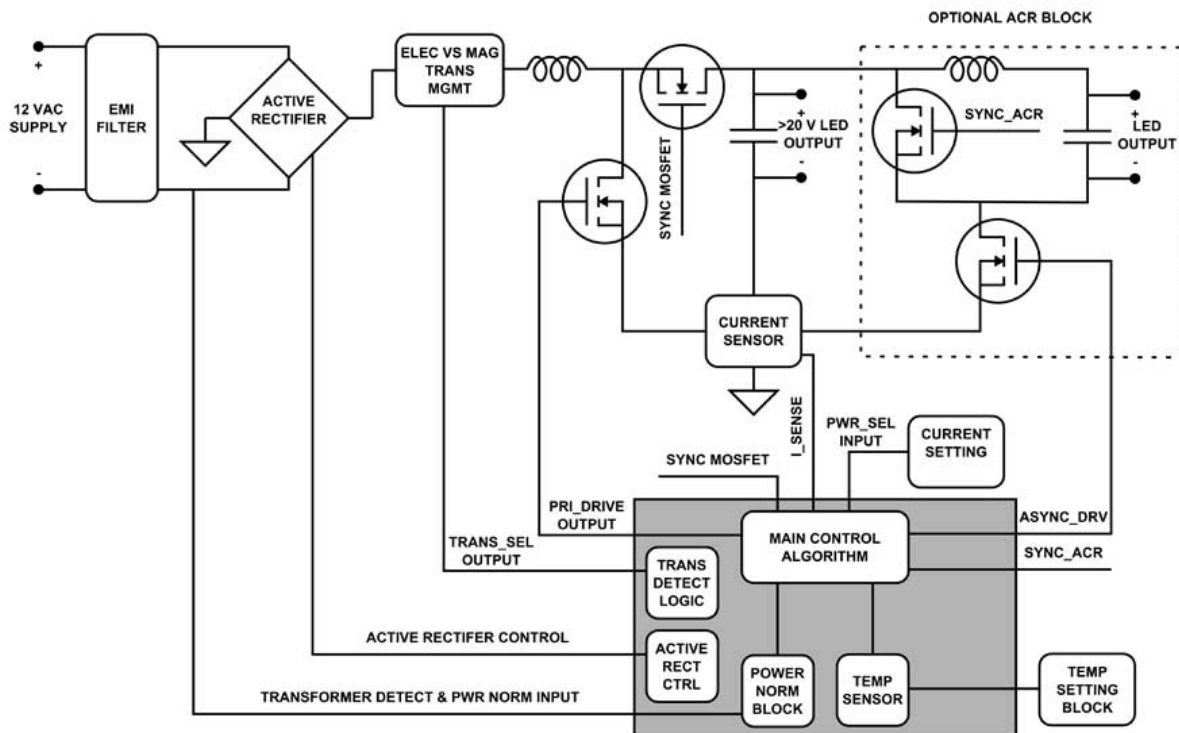 OPTIONAL ACR BLOCK
12 VAC
SUPPLY
+
-
EMI
FILTER
ACTIVE
RECTIFIER
ELEC VS MAG
TRANS
MGMT
SYNC MOSFET
+
>20 V LED
OUTPUT
-
SYNC_ACR
+
LED
OUTPUT
-
CURRENT
SENSOR
I_SENSE
PWR_SEL
INPUT
CURRENT
SETTING
SYNC MOSFET
PRI_DRIVE
OUTPUT
TRANS_SEL
OUTPUT
MAIN CONTROL
ALGORITHM
ASYNC_DRV
SYNC_ACR
TRANS
DETECT
LOGIC
ACTIVE RECTIFER CONTROL
ACTIVE
RECT
CTRL
TRANSFORMER DETECT & PWR NORM INPUT
POWER
NORM
BLOCK
TEMP
SENSOR
TEMP
SETTING
BLOCK